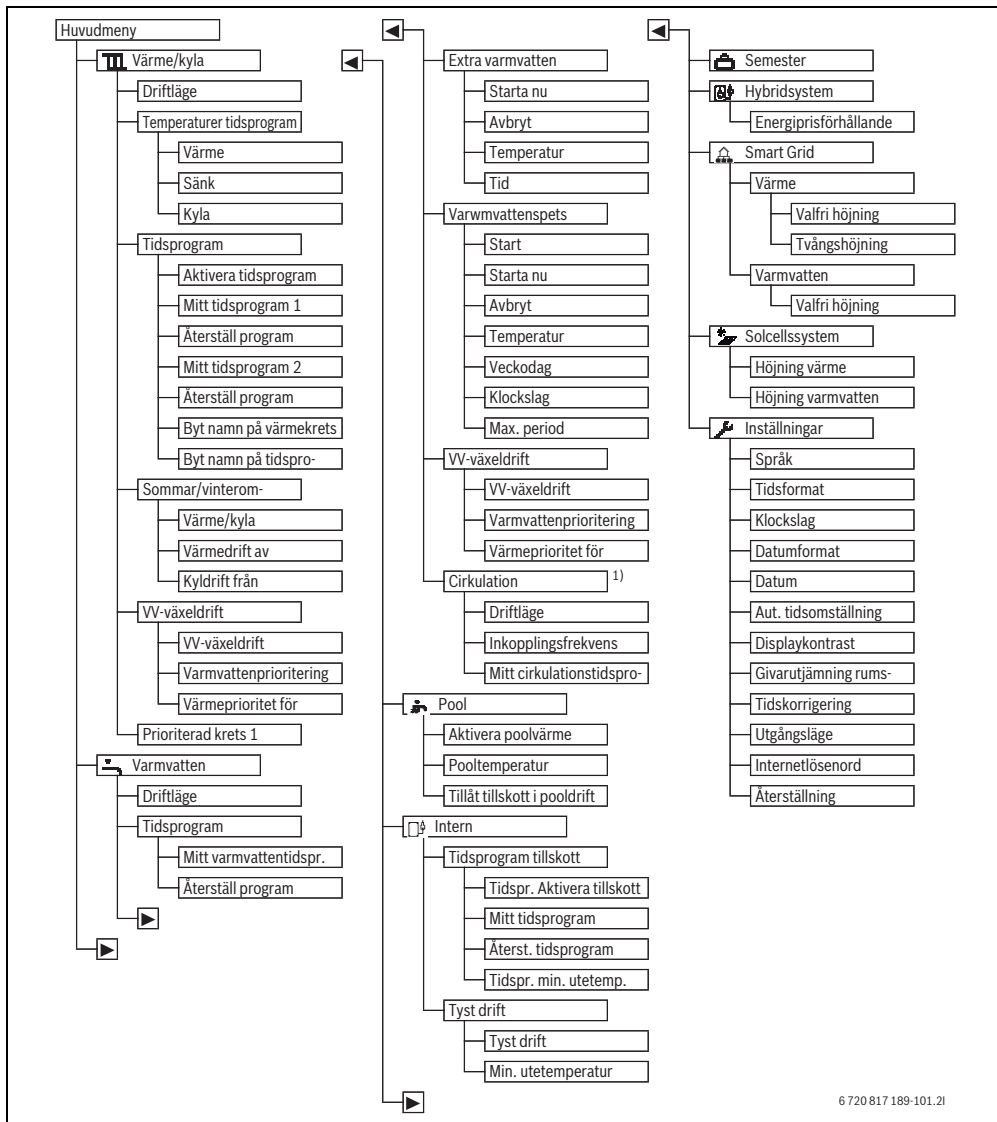 Huvudmeny
Värme/kyla
Driftläge
Temperaturer tidsprogram
Värme
Sänk
Kyla
Tidsprogram
Aktivera tidsprogram
Mitt tidsprogram 1
Återställ program
Mitt tidsprogram 2
Återställ program
Byt namn på värmekrets
Byt namn på tidspro-
Sommar/vinterom-
Värme/kyla
Värmedrift av
Kyldrift från
VV-växeldrift
VV-växeldrift
Varmvattenprioritering
Värmeprioritet för
Prioriterad krets 1
Varmvatten
Driftläge
Tidsprogram
Mitt varmvattentidspr.
Återställ program
Extra varmvatten
Starta nu
Avbryt
Temperatur
Tid
Varwmvattenspets
Start
Starta nu
Avbryt
Temperatur
Veckodag
Klockslag
Max. period
VV-växeldrift
VV-växeldrift
Varmvattenprioritering
Värmeprioritet för
Cirkulation 1)
Driftläge
Inkopplingsfrekvens
Mitt cirkulationstidspro-
Pool
Aktivera poolvärme
Pooltemperatur
Tillåt tillskott i pooldrift
Intern
Tidsprogram tillskott
Tidspr. Aktivera tillskott
Mitt tidsprogram
Återst. tidsprogram
Tidspr. min. utetemp.
Tyst drift
Tyst drift
Min. utetemperatur
Semester
Hybridsystem
Energiprisförhållande
Smart Grid
Värme
Valfri höjning
Tvångshöjning
Varmvatten
Valfri höjning
Solcellssystem
Höjning värme
Höjning varmvatten
Inställningar
Språk
Tidsformat
Klockslag
Datumformat
Datum
Aut. tidsomställning
Displaykontrast
Givarutjämning rums-
Tidskorrigering
Utgångsläge
Internetlösenord
Återställning
6 720 817 189-101.2I